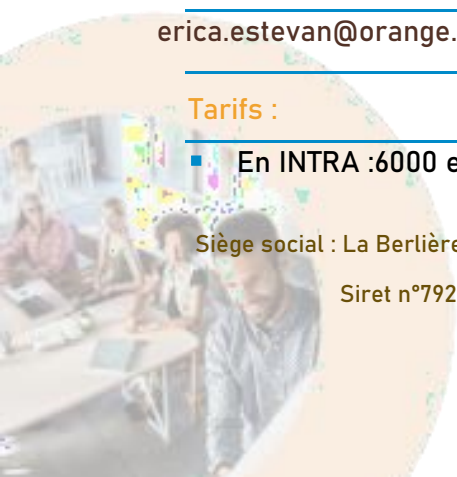 erica.estevan@orange.
Tarifs :
▪ En INTRA :6000 e
Siège social : La Berlière
Siret n°792